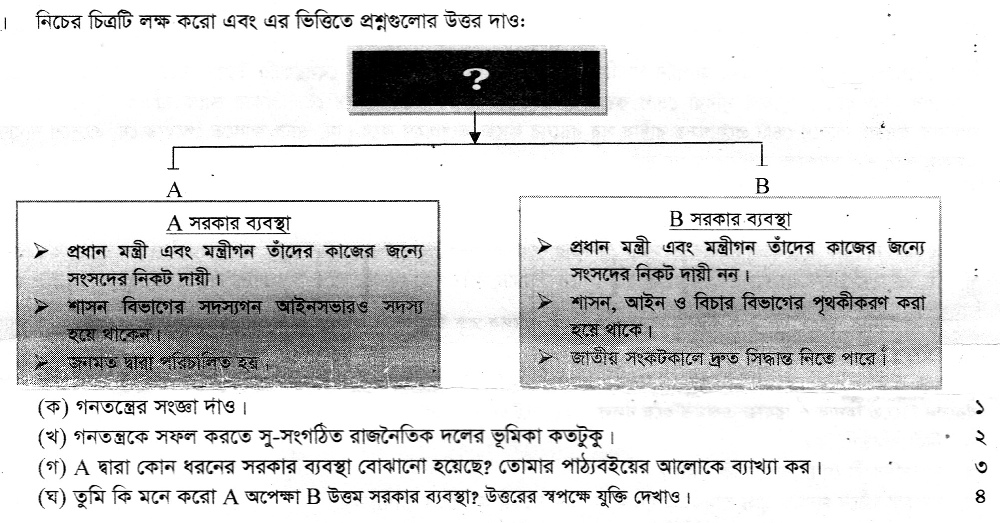 । নিচের চিত্রটি লক্ষ করো এবং এর ভিত্তিতে প্রশ্নগুলোর উত্তর দাও:
?
A
B
A সরকার ব্যবস্থা
➢ প্রধান মন্ত্রী এবং মন্ত্রীগন তাঁদের কাজের জন্যে
সংসদের নিকট দায়ী।
➢ শাসন বিভাগের সদস্যগন আইনসভারও সদস্য
হয়ে থাকেন।
➢ জনমত দ্বারা পরিচালিত হয়।
B সরকার ব্যবস্থা
➢ প্রধান মন্ত্রী এবং মন্ত্রীগন তাঁদের কাজের জন্যে
সংসদের নিকট দায়ী নন।
➢ শাসন, আইন ও বিচার বিভাগের পৃথকীকরণ করা
হয়ে থাকে।
➢ জাতীয় সংকটকালে দ্রুত সিদ্ধান্ত নিতে পারে।
(ক) গনতন্ত্রের সংজ্ঞা দাও। ১
(খ) গনতন্ত্রকে সফল করতে সু-সংগঠিত রাজনৈতিক দলের ভূমিকা কতটুকু। ২
(গ) A দ্বারা কোন ধরনের সরকার ব্যবস্থা বোঝানো হয়েছে? তোমার পাঠ্যবইয়ের আলোকে ব্যাখ্যা কর। ৩
(ঘ) তুমি কি মনে করো A অপেক্ষা B উত্তম সরকার ব্যবস্থা? উত্তরের স্বপক্ষে যুক্তি দেখাও। ৪